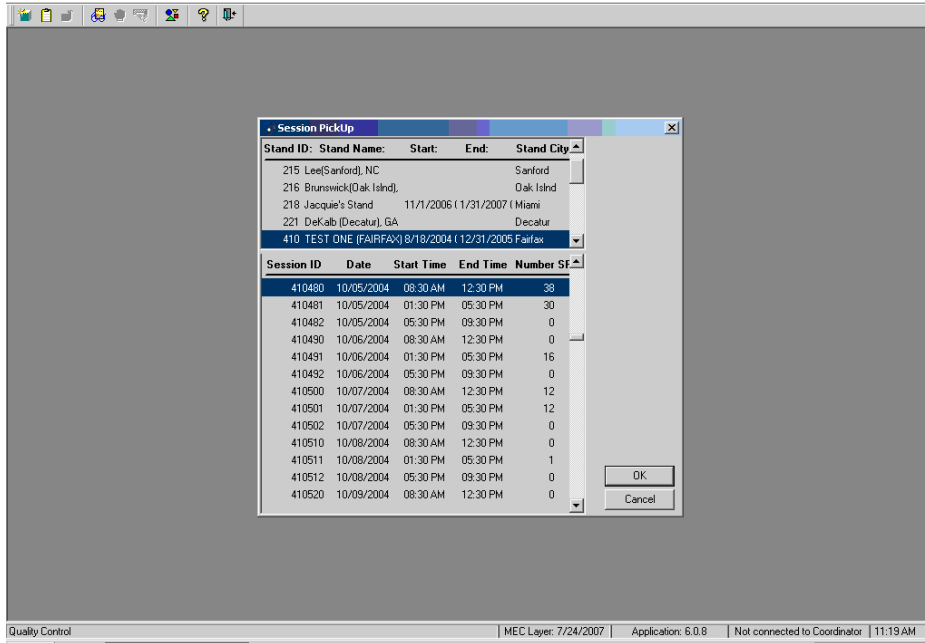 Session PickUp
Stand ID: Stand Name: Start: End: Stand City
215 Lee(Sanford), NC Sanford
216 Brunswick(Oak Islnd), Oak Islnd
218 Jacquie's Stand 11/1/2006 ( 1/31/2007 ( Miami
221 DeKalb (Decatur), GA Decatur
410 TEST ONE (FAIRFAX) 8/18/2004 ( 12/31/2005 Fairfax
Session ID Date Start Time End Time Number SP
410480 10/05/2004 08:30 AM 12:30 PM 38
410481 10/05/2004 01:30 PM 05:30 PM 30
410482 10/05/2004 05:30 PM 09:30 PM 0
410490 10/06/2004 08:30 AM 12:30 PM 0
410491 10/06/2004 01:30 PM 05:30 PM 16
410492 10/06/2004 05:30 PM 09:30 PM 0
410500 10/07/2004 08:30 AM 12:30 PM 12
410501 10/07/2004 01:30 PM 05:30 PM 12
410502 10/07/2004 05:30 PM 09:30 PM 0
410510 10/08/2004 08:30 AM 12:30 PM 0
410511 10/08/2004 01:30 PM 05:30 PM 1
410512 10/08/2004 05:30 PM 09:30 PM 0
410520 10/09/2004 08:30 AM 12:30 PM 0
OK
Cancel
Quality Control MEC Layer: 7/24/2007 Application: 6.0.8 Not connected to Coordinator 11:19 AM